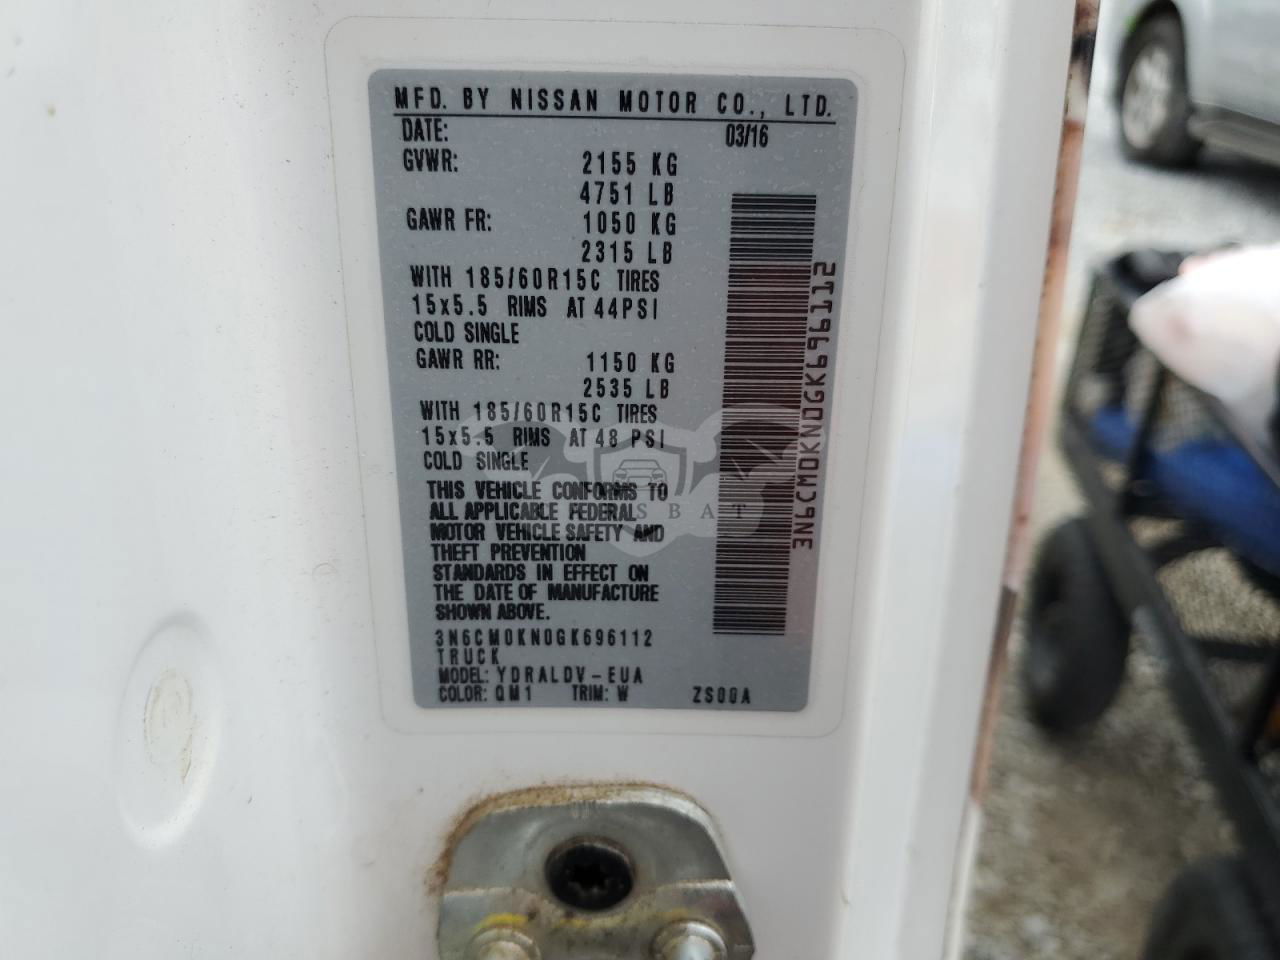 MFD. BY NISSAN MOTOR CO., LTD.
DATE: 03/16
GVWR: 2155 KG
4751 LB
GAWR FR: 1050 KG
2315 LB
WITH 185/60R15C TIRES
15x5.5 RIMS AT 44PSI
COLD SINGLE
GAWR RR: 1150 KG
2535 LB
WITH 185/60R15C TIRES
15x5.5 RIMS AT 48 PSI
COLD SINGLE
THIS VEHICLE CONFORMS TO
ALL APPLICABLE FEDERAL
MOTOR VEHICLE SAFETY AND
THEFT PREVENTION
STANDARDS IN EFFECT ON
THE DATE OF MANUFACTURE
SHOWN ABOVE.
3N6CM0KN0GK696112
TRUCK
MODEL: YDRALDV-EUA
COLOR: QM1 TRIM: W ZS00A
3N6CM0KN0GK696112